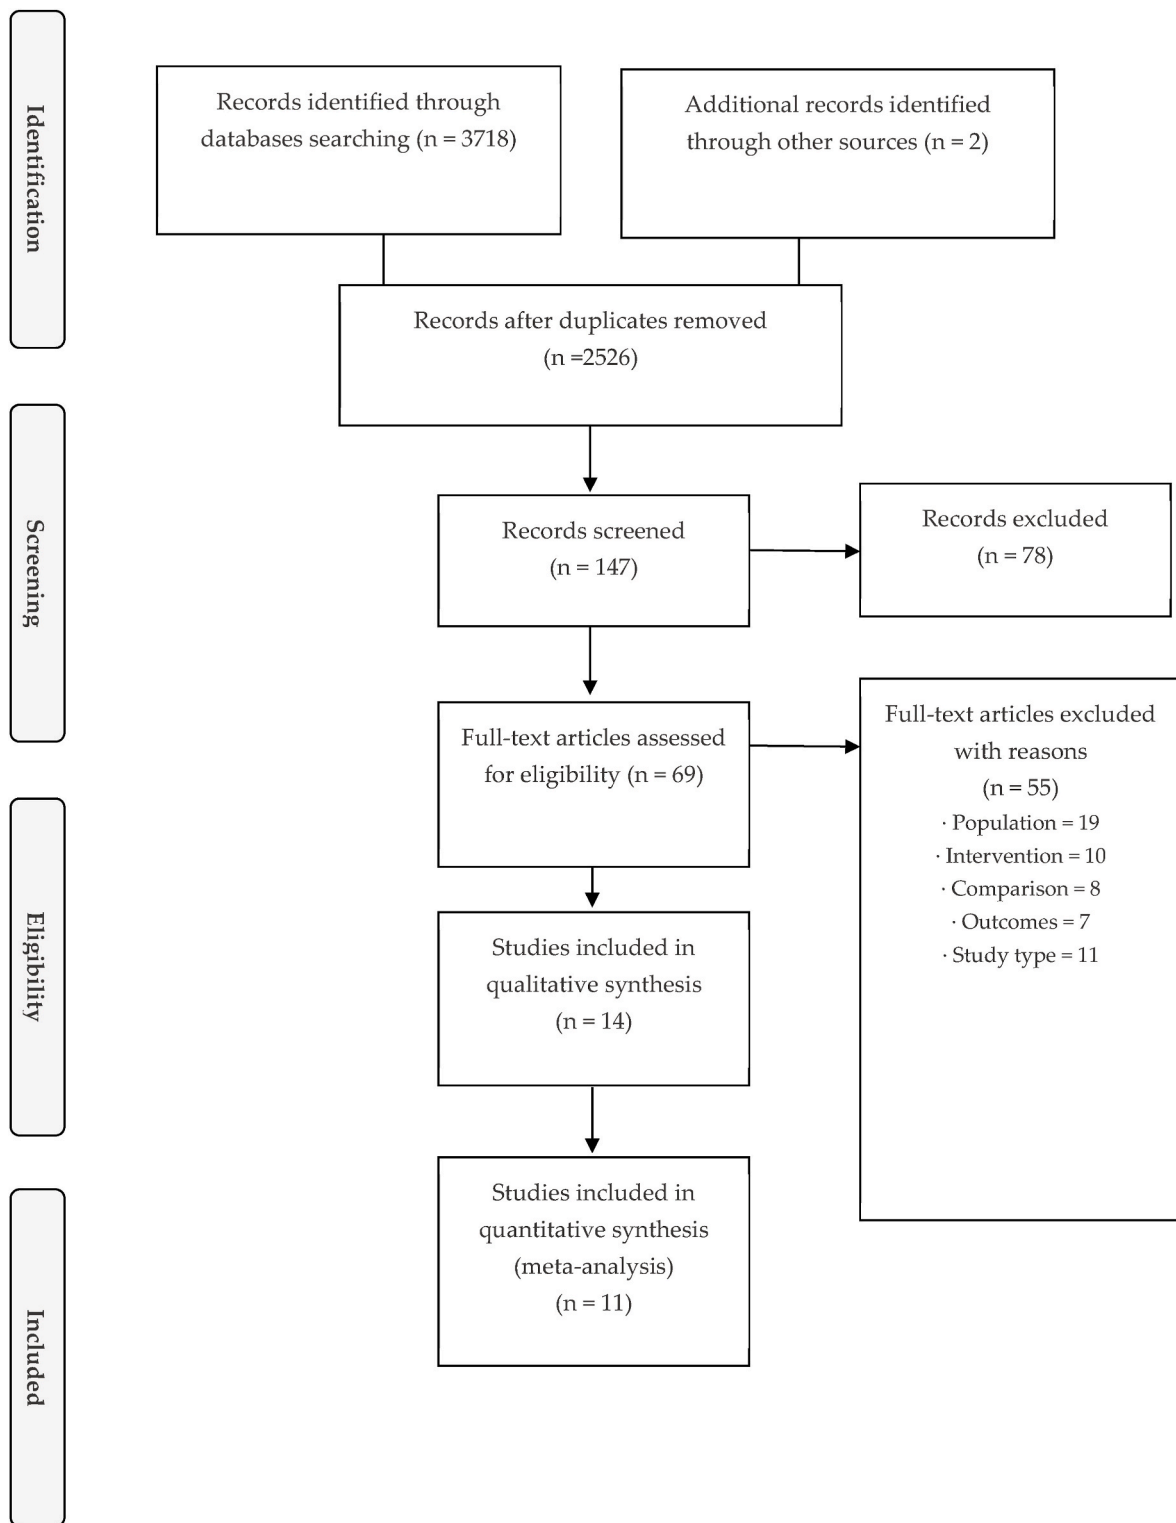 Identification
Records identified through
databases searching (n = 3718)
Additional records identified
through other sources (n = 2)
Records after duplicates removed
(n =2526)
Screening
Records screened
(n = 147)
Records excluded
(n = 78)
Full-text articles assessed
for eligibility (n = 69)
Full-text articles excluded
with reasons
(n = 55)
· Population = 19
· Intervention = 10
· Comparison = 8
· Outcomes = 7
· Study type = 11
Eligibility
Studies included in
qualitative synthesis
(n = 14)
Included
Studies included in
quantitative synthesis
(meta-analysis)
(n = 11)